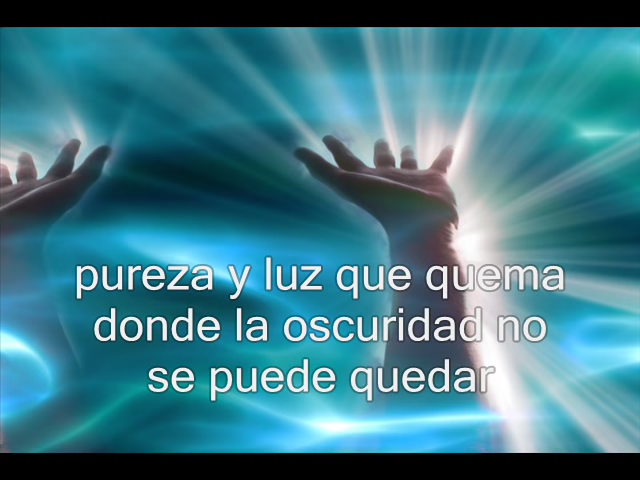 pureza y luz que quema
donde la oscuridad no
se puede quedar